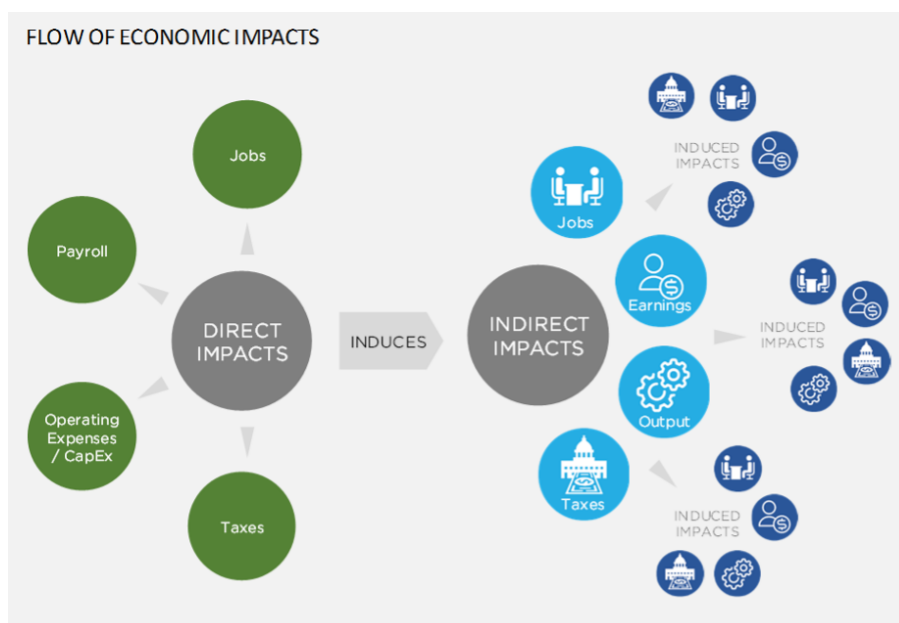 FLOW OF ECONOMIC IMPACTS
Jobs
Payroll
DIRECT
IMPACTS
Operating
Expenses
/ CapEx
Taxes
INDUCES
INDIRECT
IMPACTS
Jobs
Earnings
Output
Taxes
INDUCED
IMPACTS
INDUCED
IMPACTS
INDUCED
IMPACTS